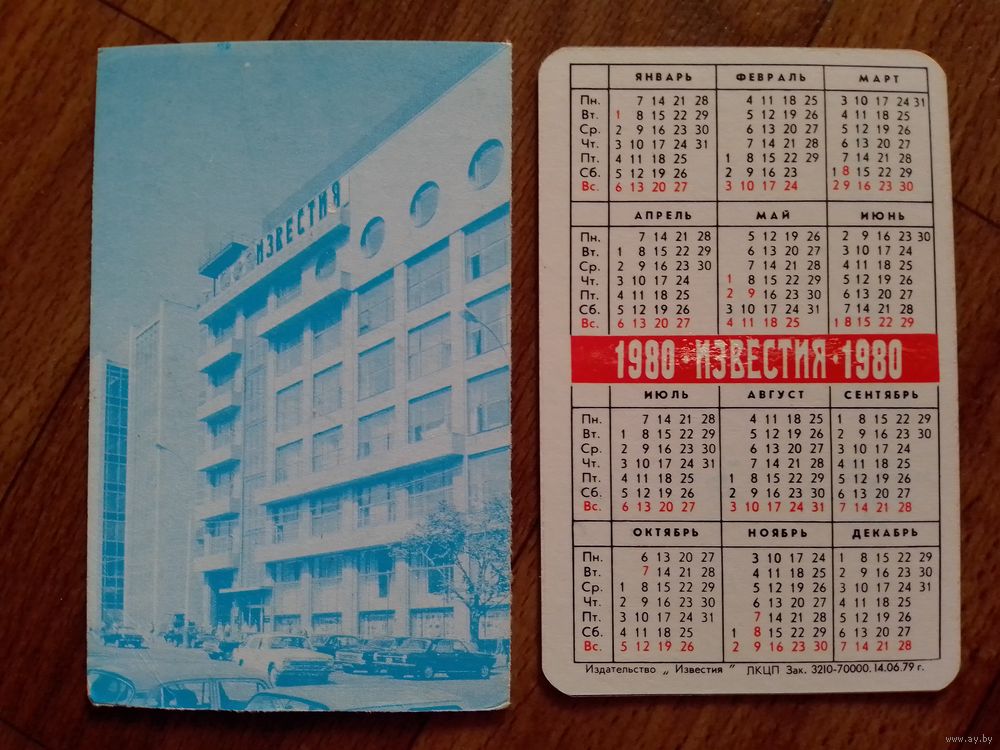 ИЗВЕСТИЯ
ЯНВАРЬ ФЕВРАЛЬ МАРТ
Пн. 7 14 21 28 4 11 18 25 3 10 17 24 31
Вт. 1 8 15 22 29 5 12 19 26 4 11 18 25
Ср. 2 9 16 23 30 6 13 20 27 5 12 19 26
Чт. 3 10 17 24 31 7 14 21 28 6 13 20 27
Пт. 4 11 18 25 1 8 15 22 29 7 14 21 28
Сб. 5 12 19 26 2 9 16 23 1 8 15 22 29
Вс. 6 13 20 27 3 10 17 24 2 9 16 23 30
АПРЕЛЬ МАЙ ИЮНЬ
Пн. 7 14 21 28 5 12 19 26 2 9 16 23 30
Вт. 1 8 15 22 29 6 13 20 27 3 10 17 24
Ср. 2 9 16 23 30 7 14 21 28 4 11 18 25
Чт. 3 10 17 24 1 8 15 22 29 5 12 19 26
Пт. 4 11 18 25 2 9 16 23 30 6 13 20 27
Сб. 5 12 19 26 3 10 17 24 31 7 14 21 28
Вс. 6 13 20 27 4 11 18 25 1 8 15 22 29
1980 • ИЗВЕСТИЯ • 1980
ИЮЛЬ АВГУСТ СЕНТЯБРЬ
Пн. 7 14 21 28 4 11 18 25 1 8 15 22 29
Вт. 1 8 15 22 29 5 12 19 26 2 9 16 23 30
Ср. 2 9 16 23 30 6 13 20 27 3 10 17 24
Чт. 3 10 17 24 31 7 14 21 28 4 11 18 25
Пт. 4 11 18 25 1 8 15 22 29 5 12 19 26
Сб. 5 12 19 26 2 9 16 23 30 6 13 20 27
Вс. 6 13 20 27 3 10 17 24 31 7 14 21 28
ОКТЯБРЬ НОЯБРЬ ДЕКАБРЬ
Пн. 6 13 20 27 3 10 17 24 1 8 15 22 29
Вт. 7 14 21 28 4 11 18 25 2 9 16 23 30
Ср. 1 8 15 22 29 5 12 19 26 3 10 17 24 31
Чт. 2 9 16 23 30 6 13 20 27 4 11 18 25
Пт. 3 10 17 24 31 7 14 21 28 5 12 19 26
Сб. 4 11 18 25 1 8 15 22 29 6 13 20 27
Вс. 5 12 19 26 2 9 16 23 30 7 14 21 28
Издательство „ Известия " ЛКЦП Зак. 3210-70000. 14.06.79 г.
www.ay.by